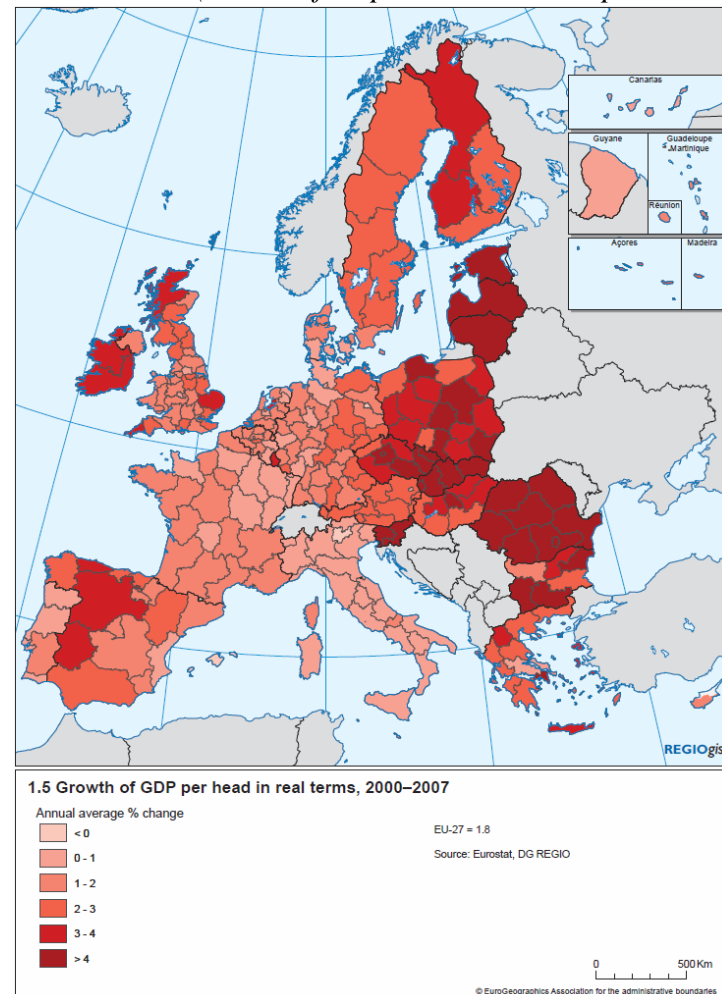 Canarias
Guyane
Guadeloupe
Martinique
Réunion
Açores
Madeira
REGIOgis
1.5 Growth of GDP per head in real terms, 2000–2007
Annual average % change
< 0
0 - 1
1 - 2
2 - 3
3 - 4
> 4
EU-27 = 1.8
Source: Eurostat, DG REGIO
0 500 Km
© EuroGeographics Association for the administrative boundaries